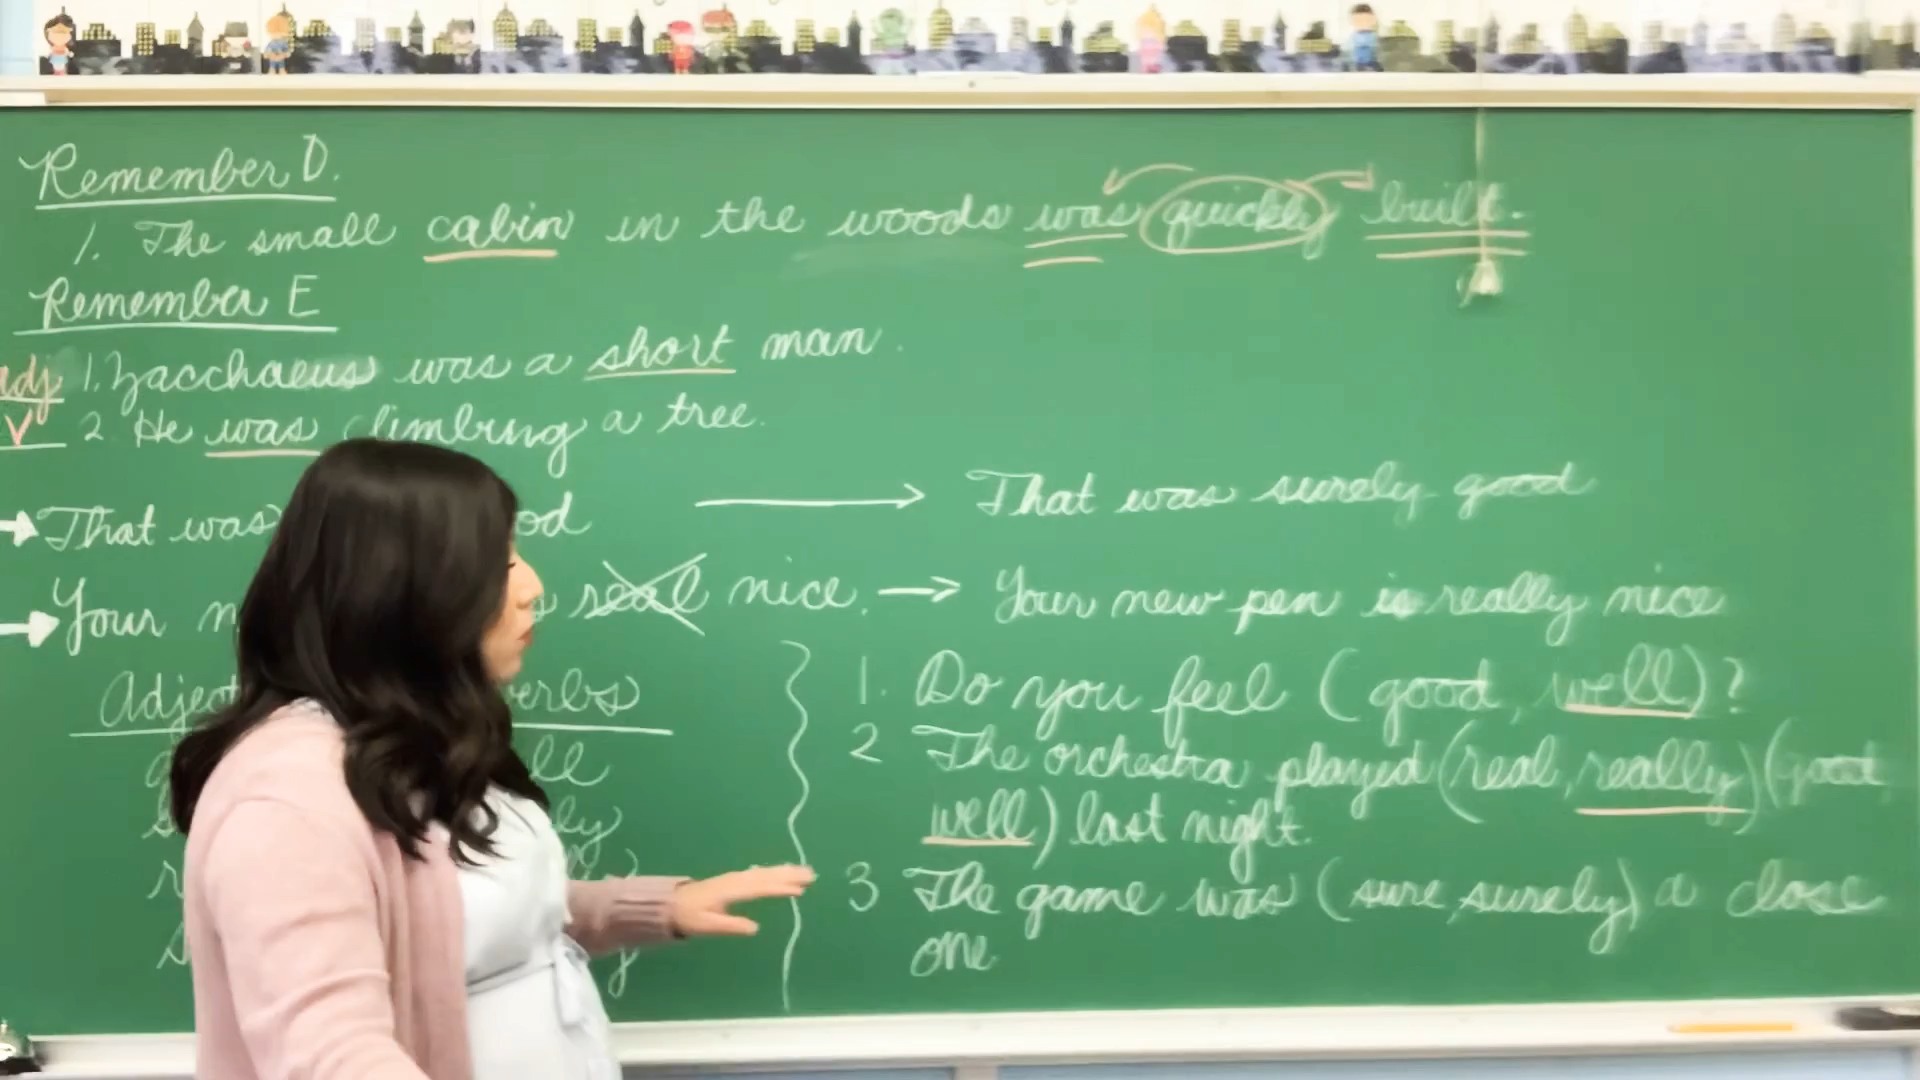 Remember D.
1. The small cabin in the woods was quickly built.
Remember E
adj 1. Zacchaeus was a short man.
V 2. He was climbing a tree.
That was od → That was surely good
Your real nice. → Your new pen is really nice
Adject verbs
1. Do you feel (good, well)?
2 The orchestra played (real, really) (good,
well) last night.
3 The game was (sure, surely) a close
one